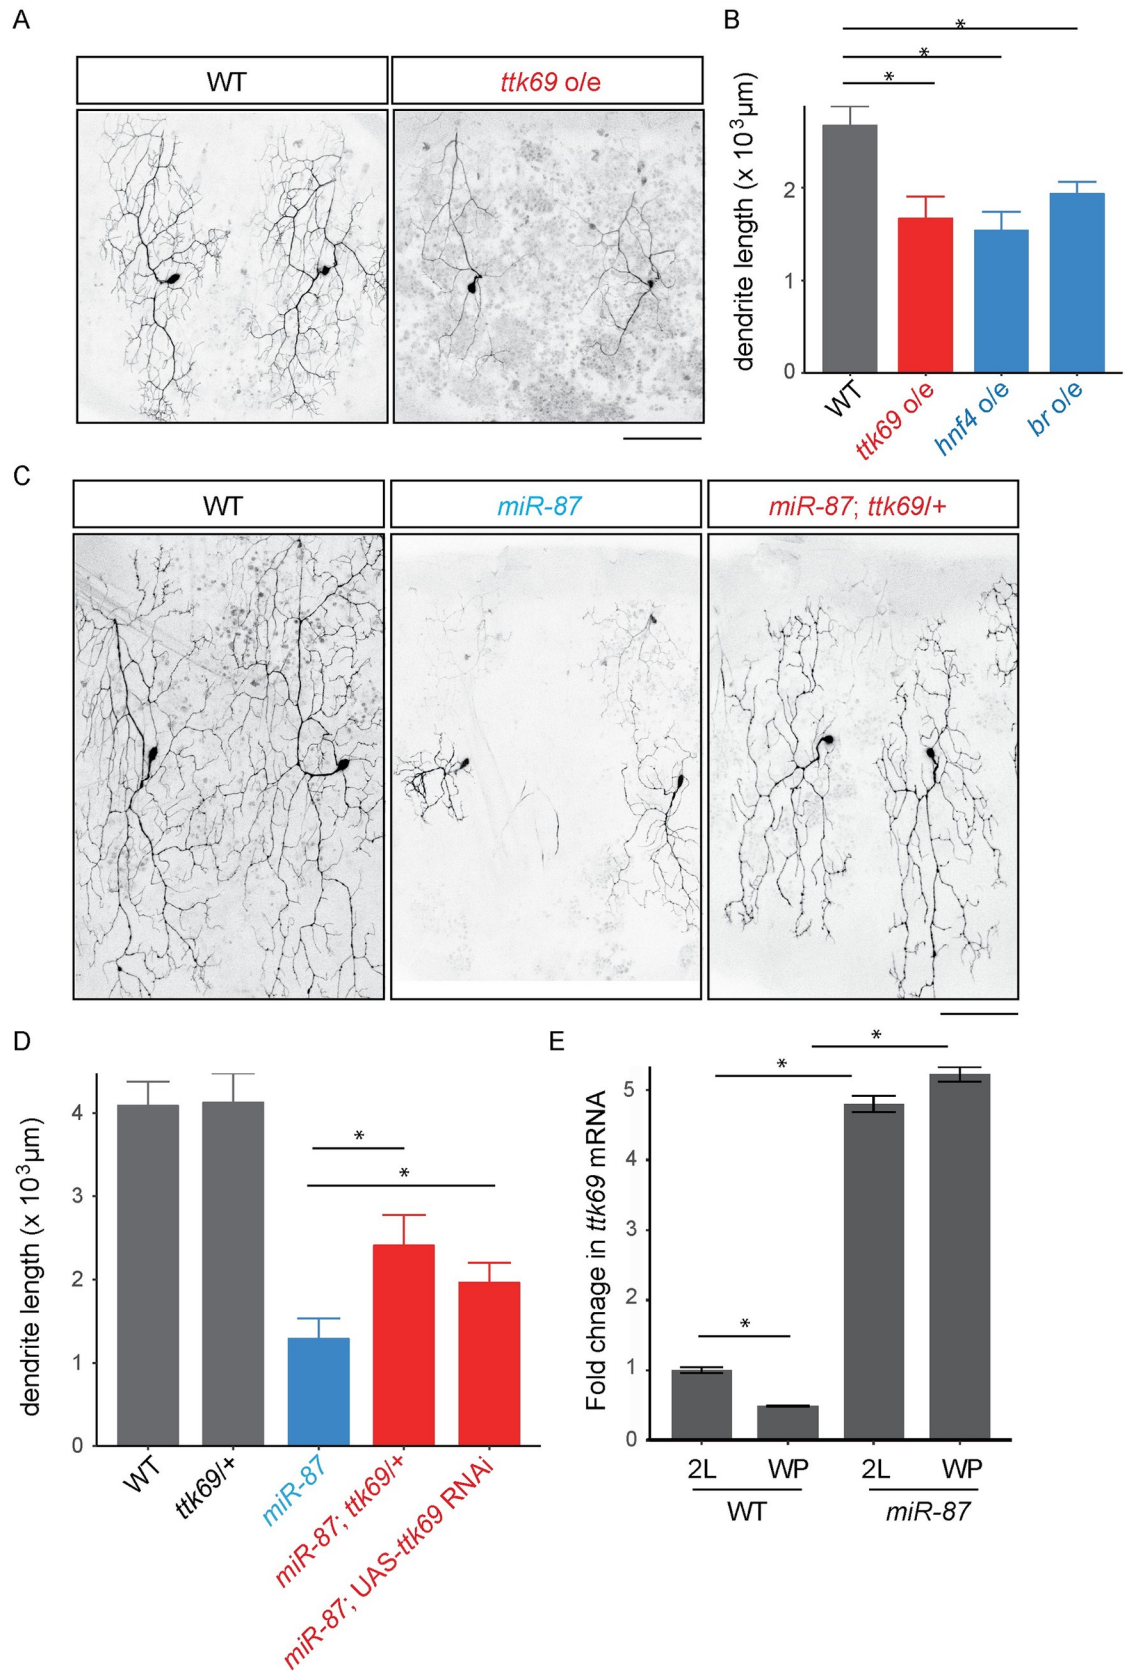 A
WT
ttk69 o/e
B
*
*
*
dendrite length (x 10³µm)
2
1
0
WT
ttk69 o/e
hnf4 o/e
br o/e
C
WT
miR-87
miR-87; ttk69/+
D
*
*
dendrite length (x 10³µm)
4
3
2
1
0
WT
ttk69/+
miR-87
miR-87; ttk69/+
miR-87; UAS-ttk69 RNAi
E
*
*
*
Fold chnage in ttk69 mRNA
5
4
3
2
1
0
2L WP 2L WP
WT miR-87